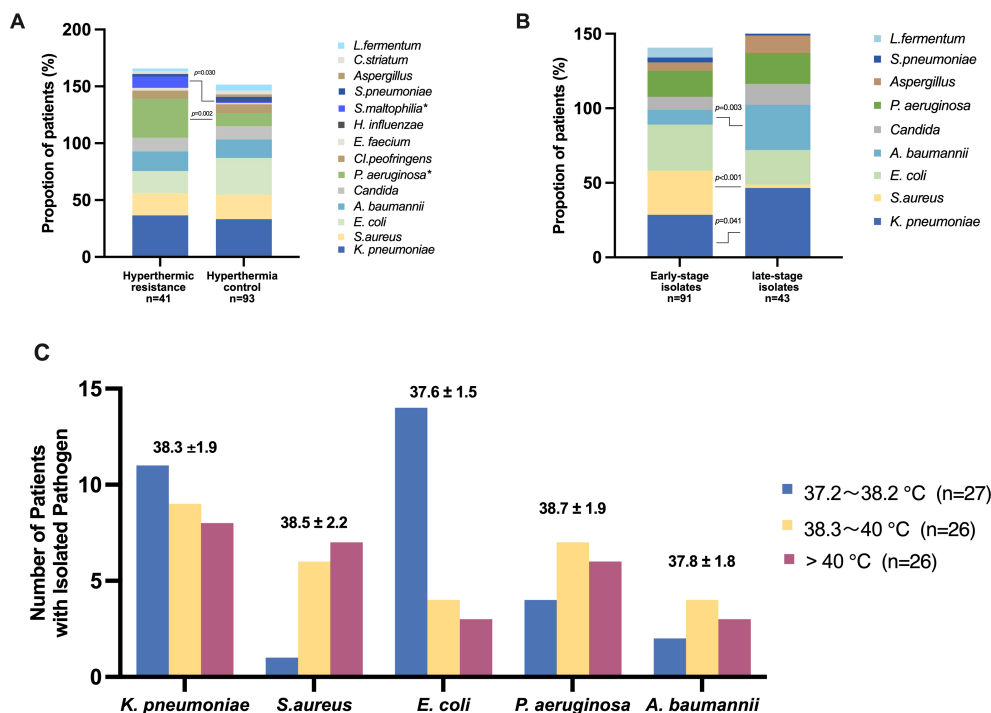 A
Propotion of patients (%)
200
150
100
50
0
p=0.030
p=0.002
Hyperthermic
resistance
n=41
Hyperthermia
control
n=93
L.fermentum
C.striatum
Aspergillus
S.pneumoniae
S.maltophilia*
H. influenzae
E. faecium
Cl.peofringens
P. aeruginosa*
Candida
A. baumannii
E. coli
S.aureus
K. pneumoniae
B
Propotion of patients (%)
150
100
50
0
p=0.003
p<0.001
p=0.041
Early-stage
isolates
n=91
late-stage
isolates
n=43
L.fermentum
S.pneumoniae
Aspergillus
P. aeruginosa
Candida
A. baumannii
E. coli
S.aureus
K. pneumoniae
C
Number of Patients
with Isolated Pathogen
15
10
5
0
38.3 ±1.9
38.5 ± 2.2
37.6 ± 1.5
38.7 ± 1.9
37.8 ± 1.8
K. pneumoniae
S.aureus
E. coli
P. aeruginosa
A. baumannii
37.2～38.2 °C (n=27)
38.3～40 °C (n=26)
> 40 °C (n=26)